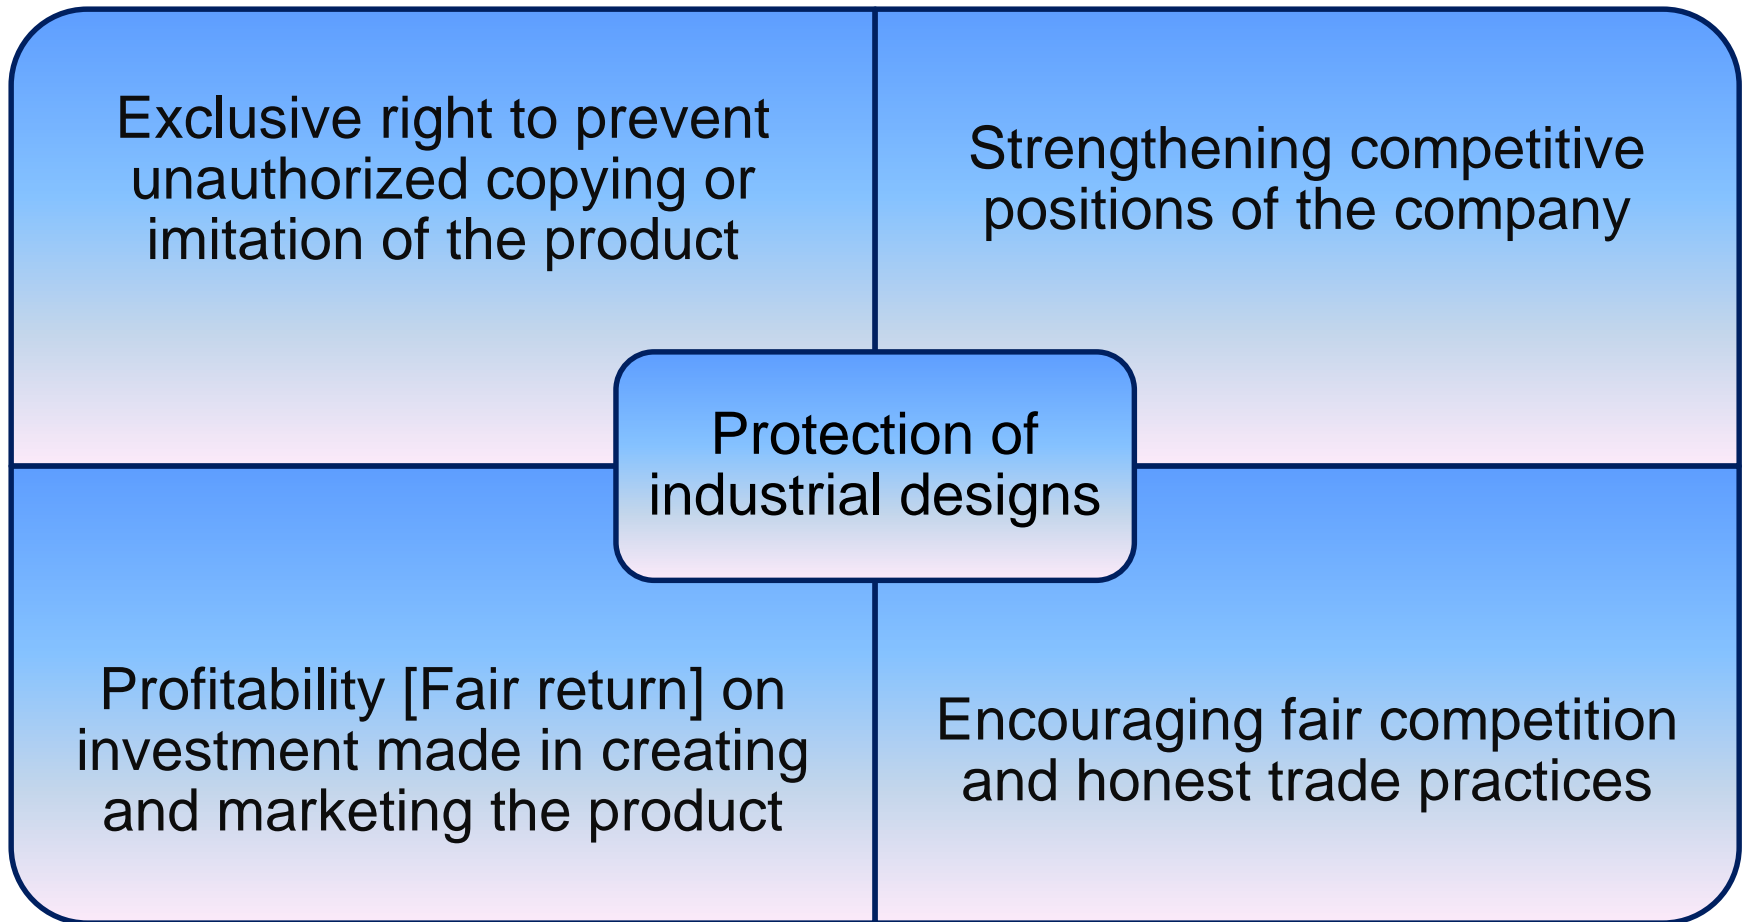 Exclusive right to prevent
unauthorized copying or
imitation of the product
Strengthening competitive
positions of the company
Protection of
industrial designs
Profitability [Fair return] on
investment made in creating
and marketing the product
Encouraging fair competition
and honest trade practices